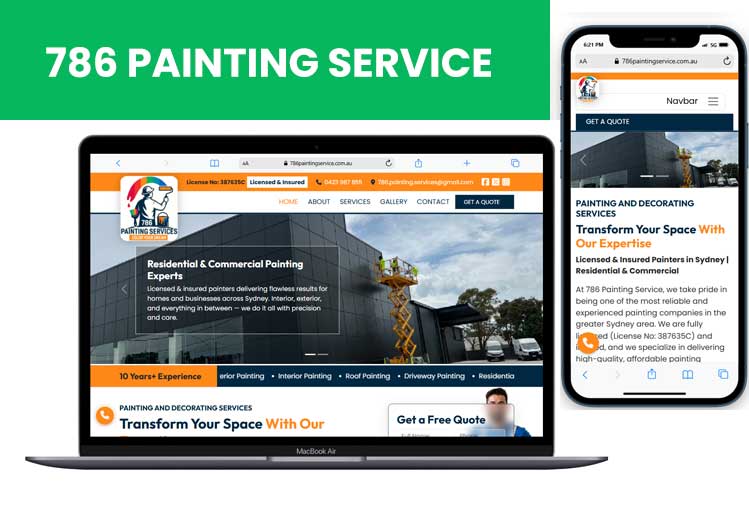 786 PAINTING SERVICE
AA 786paintingservice.com.au
License No: 387635C Licensed & Insured 0427 987 855 786.painting.services@gmail.com
HOME ABOUT SERVICES GALLERY CONTACT GET A QUOTE
786
PAINTING SERVICES
Residential & Commercial Painting
Experts
Licensed & insured painters delivering flawless results for
homes and businesses across Sydney. Interior, exterior,
and everything in between — we do it all with precision
and care.
10 Years+ Experience erior Painting • Interior Painting • Roof Painting • Driveway Painting • Residentia
PAINTING AND DECORATING SERVICES
Transform Your Space With Our
Get a Free Quote
Full Name Phone
MacBook Air
6:21 PM 5G
AA 786paintingservice.com.au
Navbar
GET A QUOTE
PAINTING AND DECORATING
SERVICES
Transform Your Space With
Our Expertise
Licensed & Insured Painters in Sydney |
Residential & Commercial
At 786 Painting Service, we take pride in
being one of the most reliable and
experienced painting companies in the
greater Sydney area. We are fully
(License No: 387635C) and
and we specialize in delivering
high-quality, affordable painting